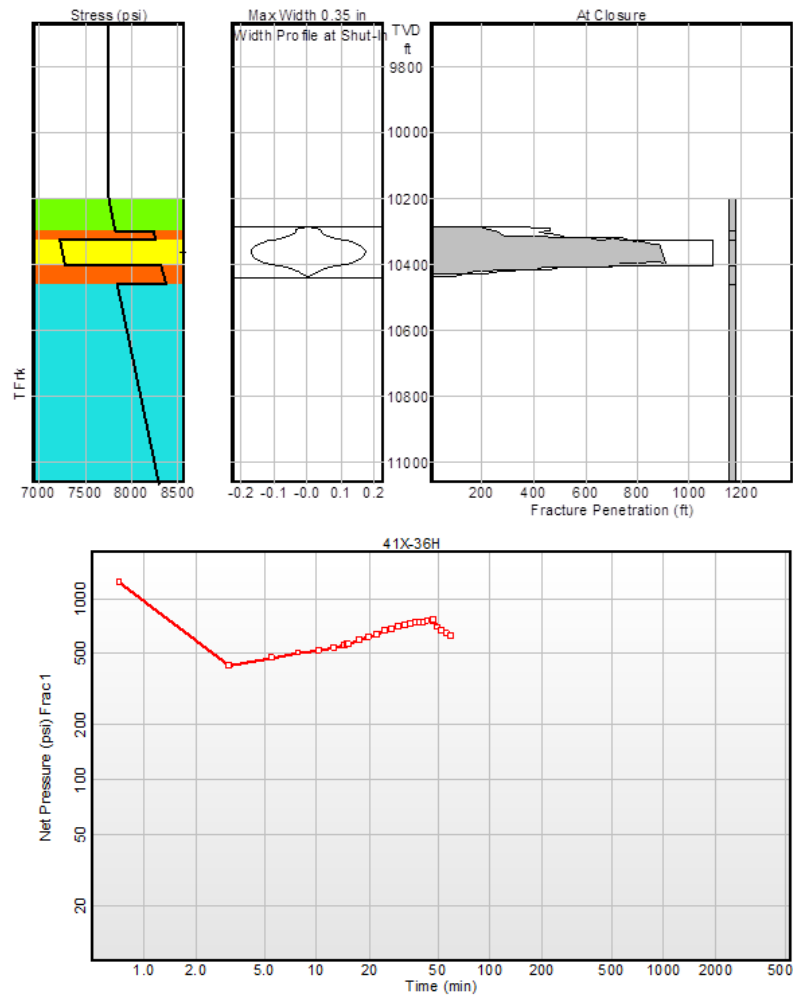 Stress (psi)
Max Width 0.35 in
Width Profile at Shut-In
TVD
ft
At Closure
9800
10000
10200
10400
10600
10800
11000
TFrk
7000 7500 8000 8500
-0.2 -0.1 -0.0 0.1 0.2
200 400 600 800 1000 1200
Fracture Penetration (ft)
41X-36H
Net Pressure (psi) Frac 1
1000
500
200
100
50
20
1.0 2.0 5.0 10 20 50 100 200 500 1000 2000 500
Time (min)